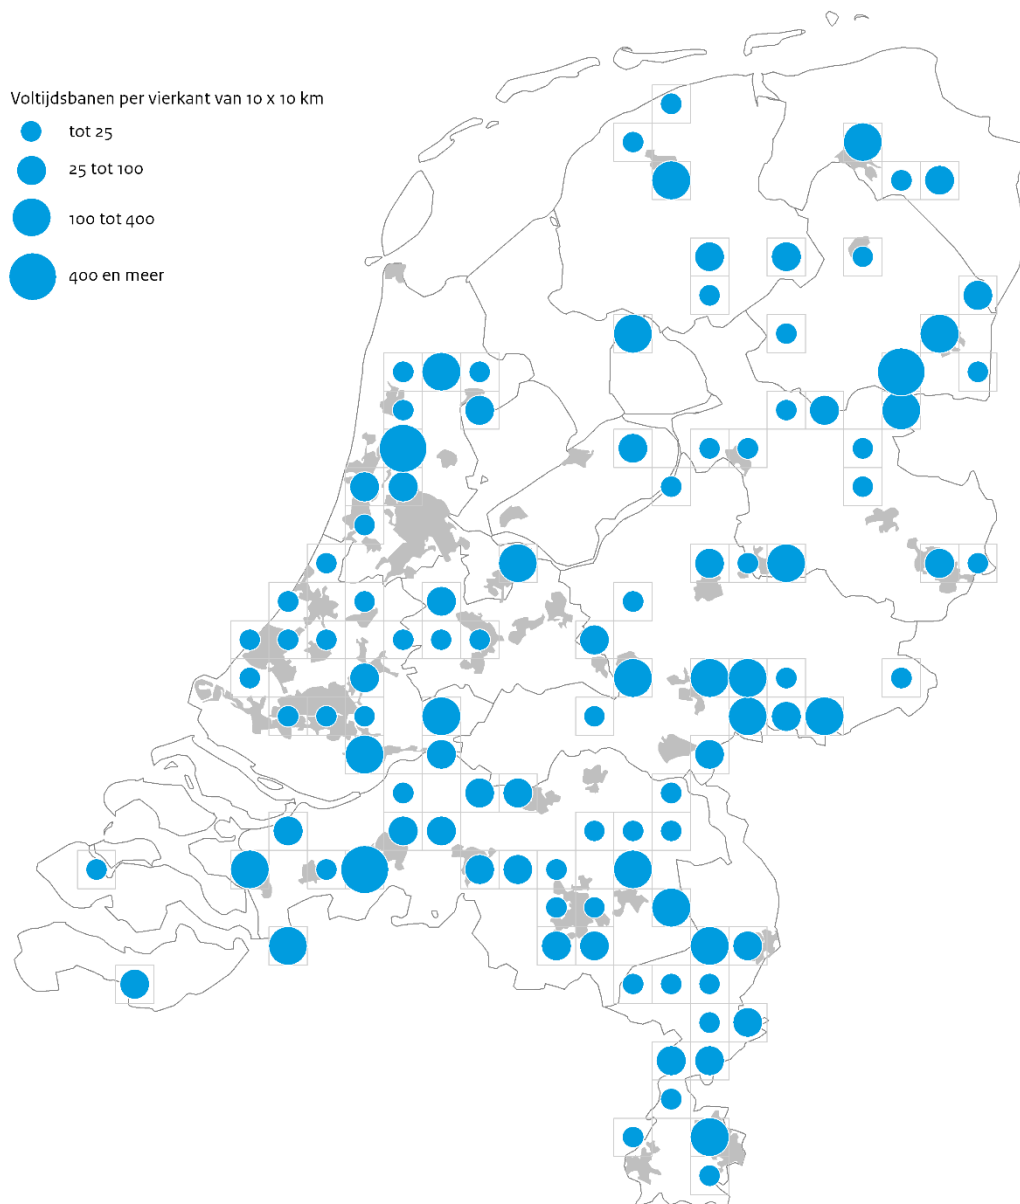 Voltijdsbanen per vierkant van 10 x 10 km
tot 25
25 tot 100
100 tot 400
400 en meer